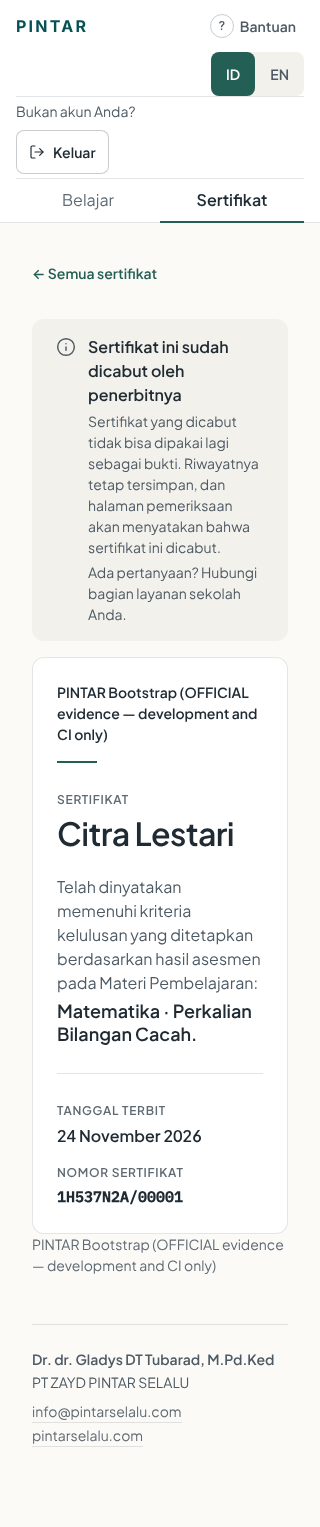 PINTAR
? Bantuan
ID EN
Bukan akun Anda?
Keluar
Belajar Sertifikat
← Semua sertifikat
Sertifikat ini sudah
dicabut oleh
penerbitnya
Sertifikat yang dicabut
tidak bisa dipakai lagi
sebagai bukti. Riwayatnya
tetap tersimpan, dan
halaman pemeriksaan
akan menyatakan bahwa
sertifikat ini dicabut.
Ada pertanyaan? Hubungi
bagian layanan sekolah
Anda.
PINTAR Bootstrap (OFFICIAL
evidence — development and
CI only)
SERTIFIKAT
Citra Lestari
Telah dinyatakan
memenuhi kriteria
kelulusan yang ditetapkan
berdasarkan hasil asesmen
pada Materi Pembelajaran:
Matematika · Perkalian
Bilangan Cacah.
TANGGAL TERBIT
24 November 2026
NOMOR SERTIFIKAT
1H537N2A/00001
PINTAR Bootstrap (OFFICIAL evidence
— development and CI only)
Dr. dr. Gladys DT Tubarad, M.Pd.Ked
PT ZAYD PINTAR SELALU
info@pintarselalu.com
pintarselalu.com